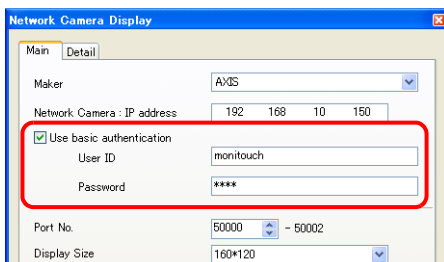 Network Camera Display
Main Detail
Maker AXIS
Network Camera : IP address 192 168 10 150
Use basic authentication
User ID monitouch
Password ****
Port No. 50000 - 50002
Display Size 160*120